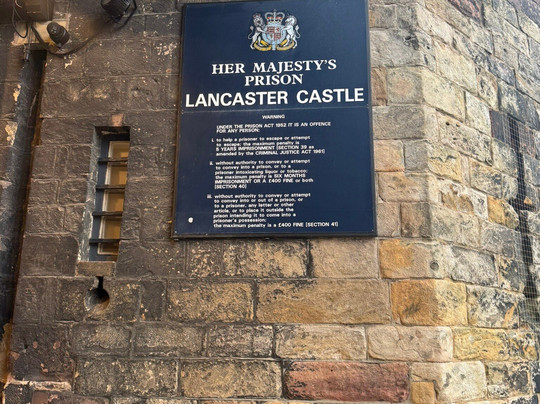 HER MAJESTY'S
PRISON
LANCASTER CASTLE
WARNING
UNDER THE PRISON ACT 1952 IT IS AN OFFENCE
FOR ANY PERSON:
i. to help a prisoner to escape or attempt
to escape: the maximum penalty is
5 YEARS IMPRISONMENT [SECTION 39 as
amended by the CRIMINAL JUSTICE ACT 1961]
ii. without authority to convey or attempt
to convey into a prison, or to a
prisoner intoxicating liquor or tobacco:
the maximum penalty is SIX MONTHS
IMPRISONMENT OR A £400 FINE or both
[SECTION 40]
iii. without authority to convey or attempt
to convey into or out of a prison, or
to a prisoner, any letter or other
article, or to place it outside the
prison intending it to come into a
prisoner's possession:
the maximum penalty is a £400 FINE [SECTION 41]